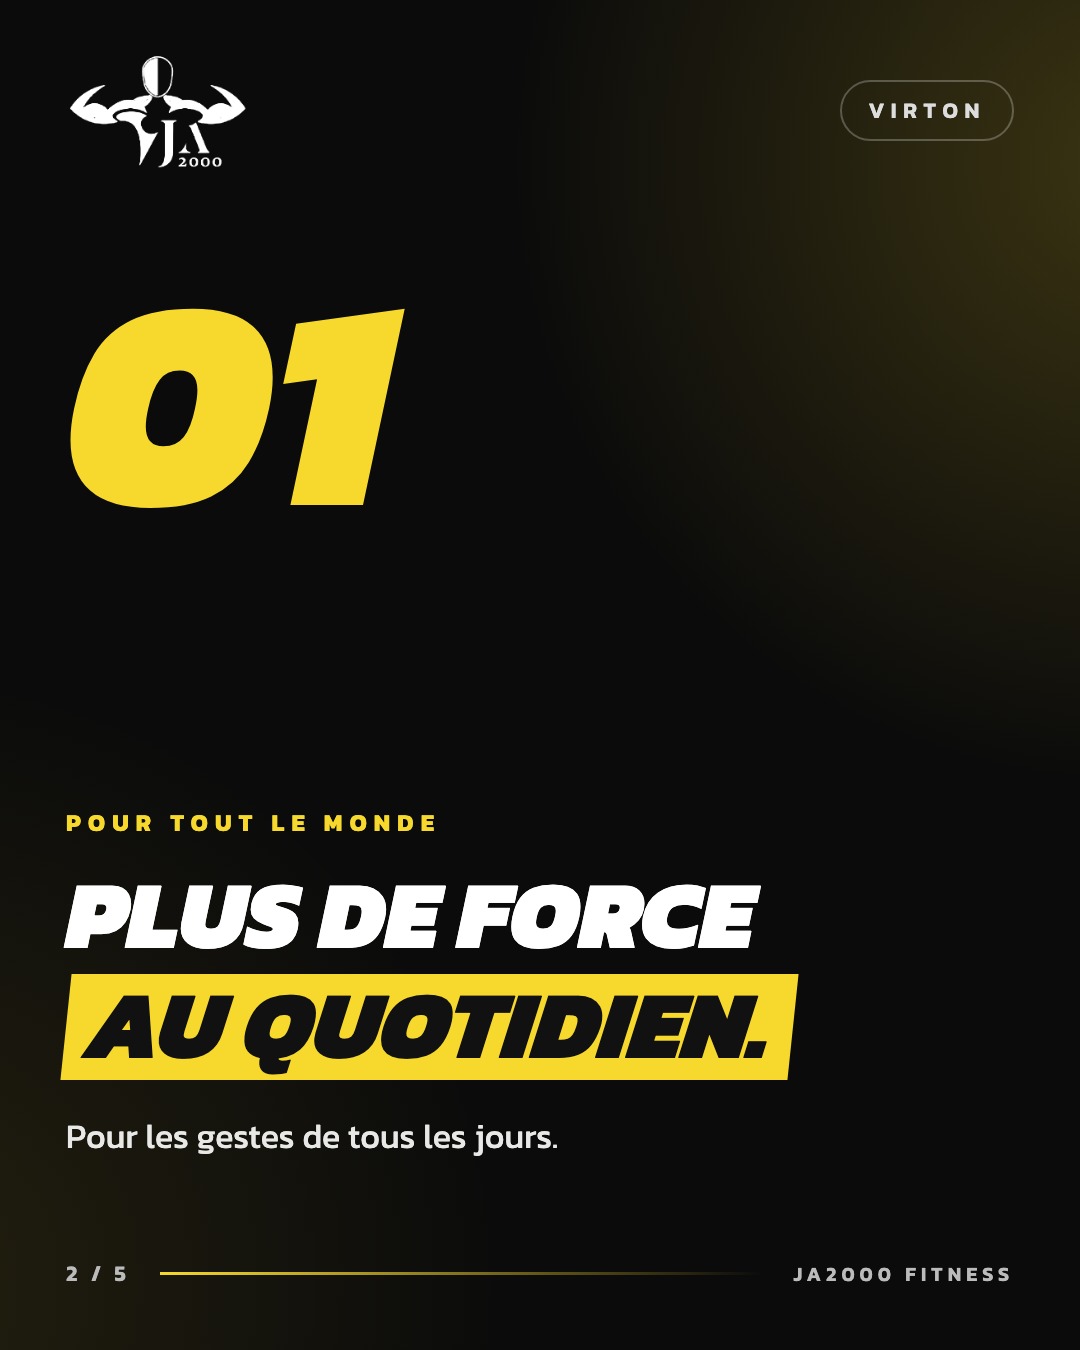 JA
2000
VIRTON
01
POUR TOUT LE MONDE
PLUS DE FORCE
AU QUOTIDIEN.
Pour les gestes de tous les jours.
2 / 5
JA2000 FITNESS